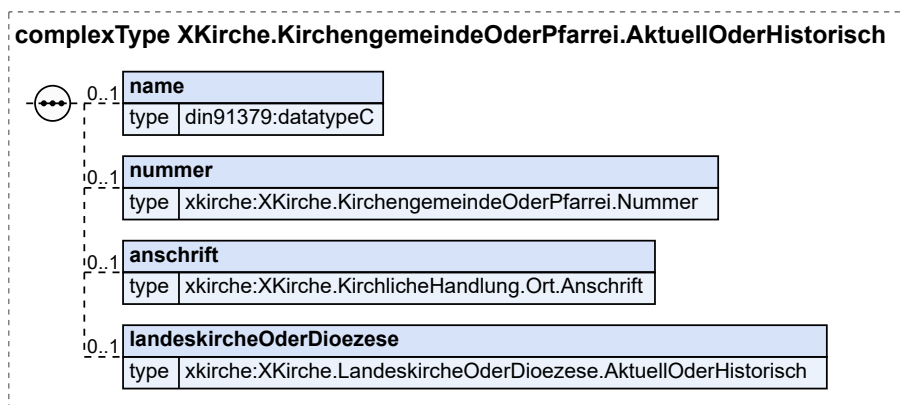 complexType XKirche.KirchengemeindeOderPfarrei.AktuellOderHistorisch
0..1 name
type din91379:datatypeC
0..1 nummer
type xkirche:XKirche.KirchengemeindeOderPfarrei.Nummer
0..1 anschrift
type xkirche:XKirche.KirchlicheHandlung.Ort.Anschrift
0..1 landeskircheOderDioezese
type xkirche:XKirche.LandeskircheOderDioezese.AktuellOderHistorisch